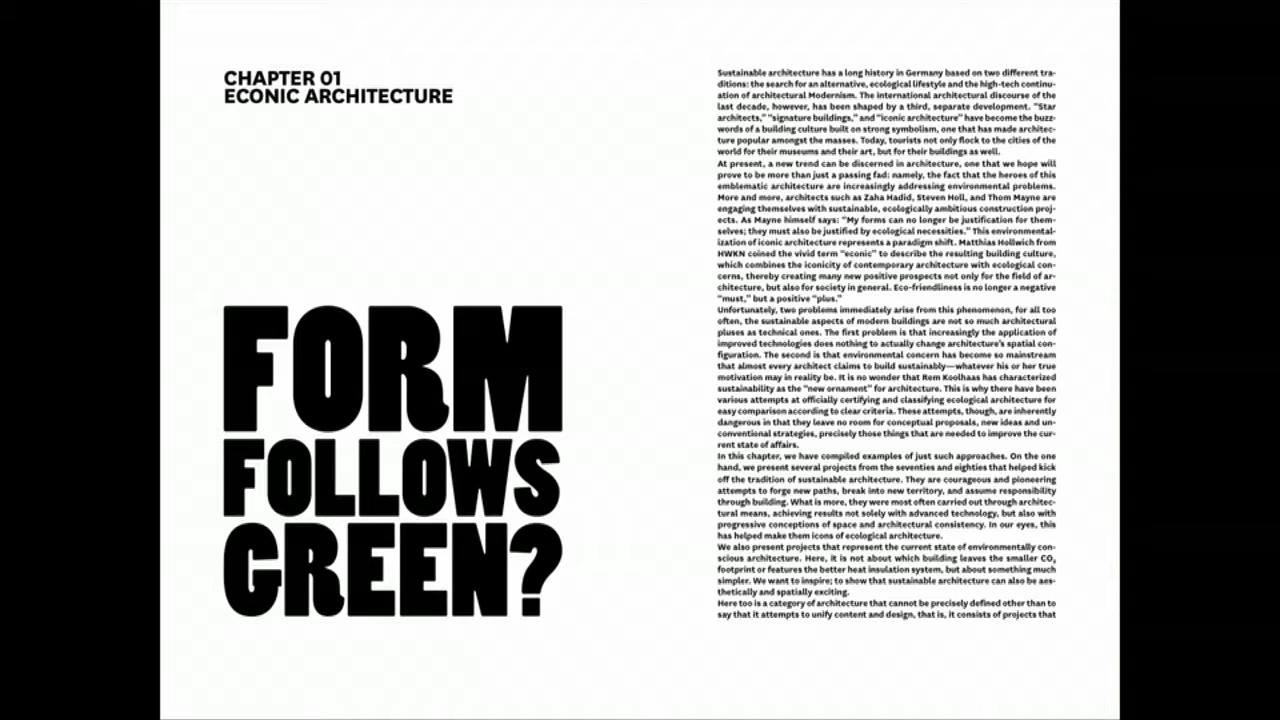 CHAPTER 01
ECONIC ARCHITECTURE
FORM
FOLLOWS
GREEN?
Sustainable architecture has a long history in Germany based on two different tra-
ditions: the search for an alternative, ecological lifestyle and the high-tech continu-
ation of architectural Modernism. The international architectural discourse of the
last decade, however, has been shaped by a third, separate development. "Star
architects," "signature buildings," and "iconic architecture" have become the buzz-
words of a building culture built on strong symbolism, one that has made architec-
ture popular amongst the masses. Today, tourists not only flock to the cities of the
world for their museums and their art, but for their buildings as well.
At present, a new trend can be discerned in architecture, one that we hope will
prove to be more than just a passing fad: namely, the fact that the heroes of this
emblematic architecture are increasingly addressing environmental problems.
More and more, architects such as Zaha Hadid, Steven Holl, and Thom Mayne are
engaging themselves with sustainable, ecologically ambitious construction proj-
ects. As Mayne himself says: "My forms can no longer be justification for them-
selves; they must also be justified by ecological necessities." This environmental-
ization of iconic architecture represents a paradigm shift. Matthias Hollwich from
HWKN coined the vivid term "econic" to describe the resulting building culture,
which combines the iconicity of contemporary architecture with ecological con-
cerns, thereby creating many new positive prospects not only for the field of ar-
chitecture, but also for society in general. Eco-friendliness is no longer a negative
"must," but a positive "plus."
Unfortunately, two problems immediately arise from this phenomenon, for all too
often, the sustainable aspects of modern buildings are not so much architectural
pluses as technical ones. The first problem is that increasingly the application of
improved technologies does nothing to actually change architecture's spatial con-
figuration. The second is that environmental concern has become so mainstream
that almost every architect claims to build sustainably—whatever his or her true
motivation may in reality be. It is no wonder that Rem Koolhaas has characterized
sustainability as the "new ornament" for architecture. This is why there have been
various attempts at officially certifying and classifying ecological architecture for
easy comparison according to clear criteria. These attempts, though, are inherently
dangerous in that they leave no room for conceptual proposals, new ideas and un-
conventional strategies, precisely those things that are needed to improve the cur-
rent state of affairs.
In this chapter, we have compiled examples of just such approaches. On the one
hand, we present several projects from the seventies and eighties that helped kick
off the tradition of sustainable architecture. They are courageous and pioneering
attempts to forge new paths, break into new territory, and assume responsibility
through building. What is more, they were most often carried out through architec-
tural means, achieving results not solely with advanced technology, but also with
progressive conceptions of space and architectural consistency. In our eyes, this
has helped make them icons of ecological architecture.
We also present projects that represent the current state of environmentally con-
scious architecture. Here, it is not about which building leaves the smaller CO₂
footprint or features the better heat insulation system, but about something much
simpler. We want to inspire; to show that sustainable architecture can also be aes-
thetically and spatially exciting.
Here too is a category of architecture that cannot be precisely defined other than to
say that it attempts to unify content and design, that is, it consists of projects that